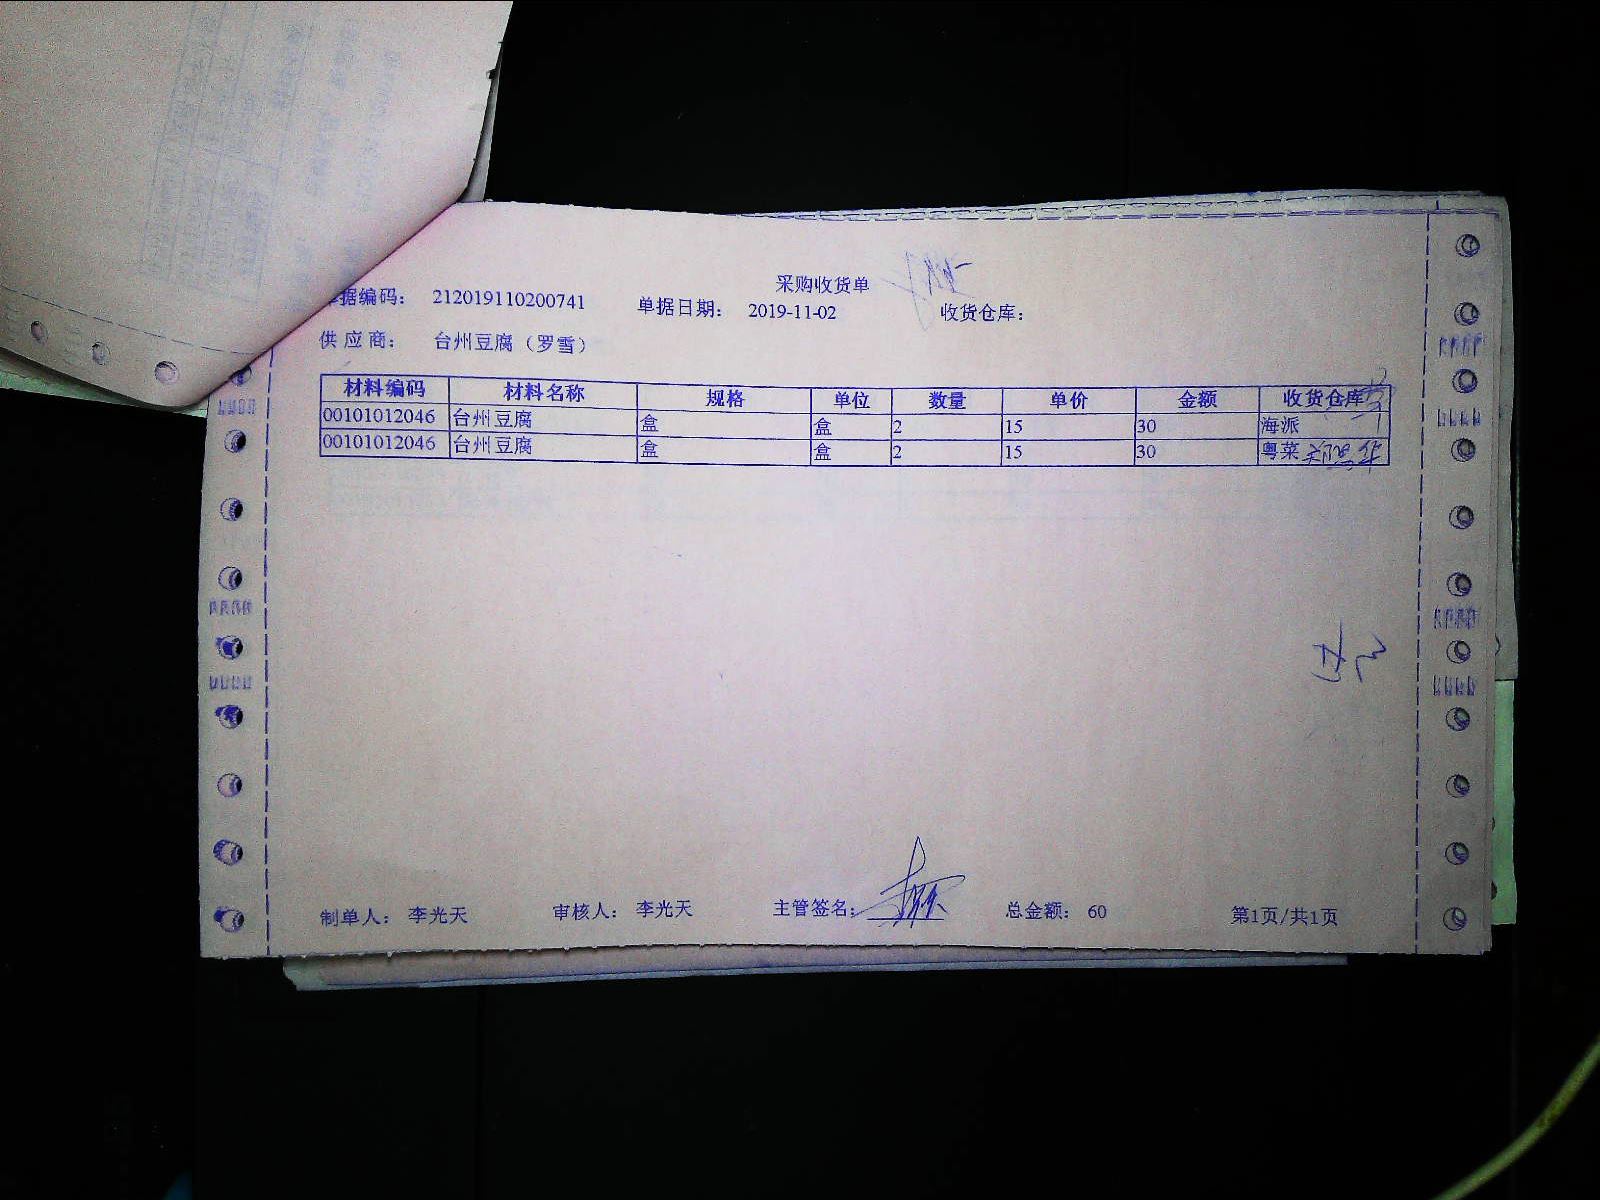 采购收货单
单据编码： 212019110200741 单据日期： 2019-11-02 收货仓库：
供应商： 台州豆腐（罗雪）
材料编码 材料名称 规格 单位 数量 单价 金额 收货仓库
00101012046 台州豆腐 盒 盒 2 15 30 海派
00101012046 台州豆腐 盒 盒 2 15 30 粤菜
制单人： 李光天 审核人： 李光天 主管签名： 总金额： 60 第1页/共1页